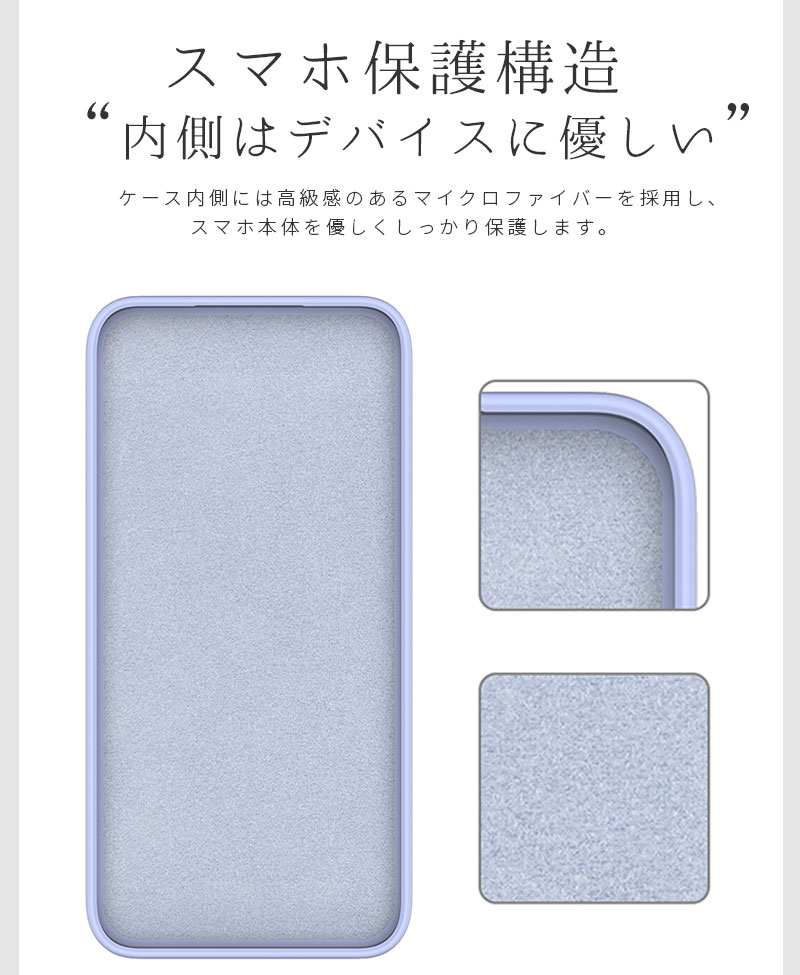 スマホ保護構造
“内側はデバイスに優しい”
ケース内側には高級感のあるマイクロファイバーを採用し、
スマホ本体を優しくしっかり保護します。